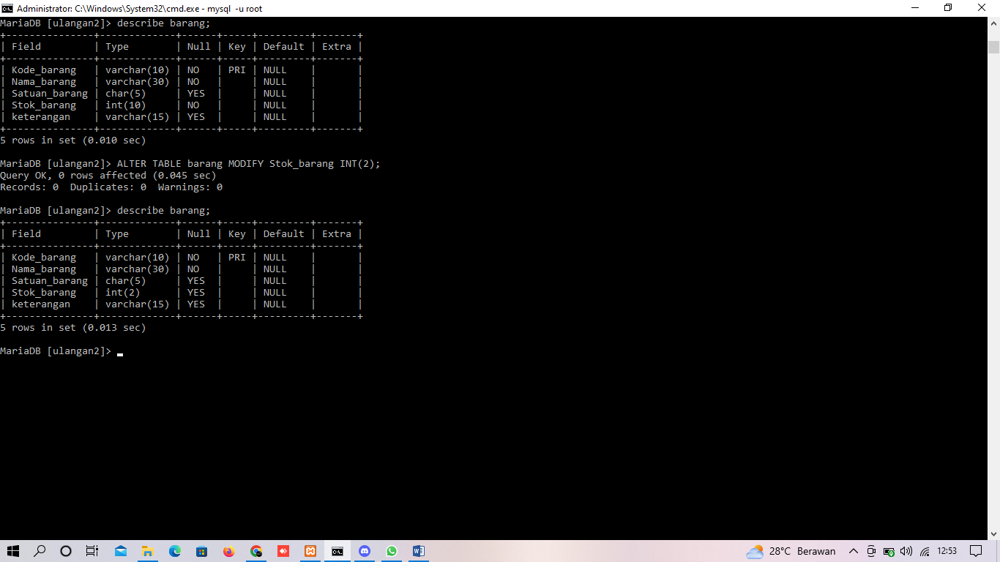 Administrator: C:\Windows\System32\cmd.exe - mysql  -u root
MariaDB [ulangan2]> describe barang;
+---------------+-------------+------+-----+---------+-------+
| Field         | Type        | Null | Key | Default | Extra |
+---------------+-------------+------+-----+---------+-------+
| Kode_barang   | varchar(10) | NO   | PRI | NULL    |       |
| Nama_barang   | varchar(30) | NO   |     | NULL    |       |
| Satuan_barang | char(5)     | YES  |     | NULL    |       |
| Stok_barang   | int(10)     | NO   |     | NULL    |       |
| keterangan    | varchar(15) | YES  |     | NULL    |       |
+---------------+-------------+------+-----+---------+-------+
5 rows in set (0.010 sec)
MariaDB [ulangan2]> ALTER TABLE barang MODIFY Stok_barang INT(2);
Query OK, 0 rows affected (0.045 sec)
Records: 0  Duplicates: 0  Warnings: 0
MariaDB [ulangan2]> describe barang;
+---------------+-------------+------+-----+---------+-------+
| Field         | Type        | Null | Key | Default | Extra |
+---------------+-------------+------+-----+---------+-------+
| Kode_barang   | varchar(10) | NO   | PRI | NULL    |       |
| Nama_barang   | varchar(30) | NO   |     | NULL    |       |
| Satuan_barang | char(5)     | YES  |     | NULL    |       |
| Stok_barang   | int(2)      | YES  |     | NULL    |       |
| keterangan    | varchar(15) | YES  |     | NULL    |       |
+---------------+-------------+------+-----+---------+-------+
5 rows in set (0.013 sec)
MariaDB [ulangan2]>
28°C  Berawan  12:53